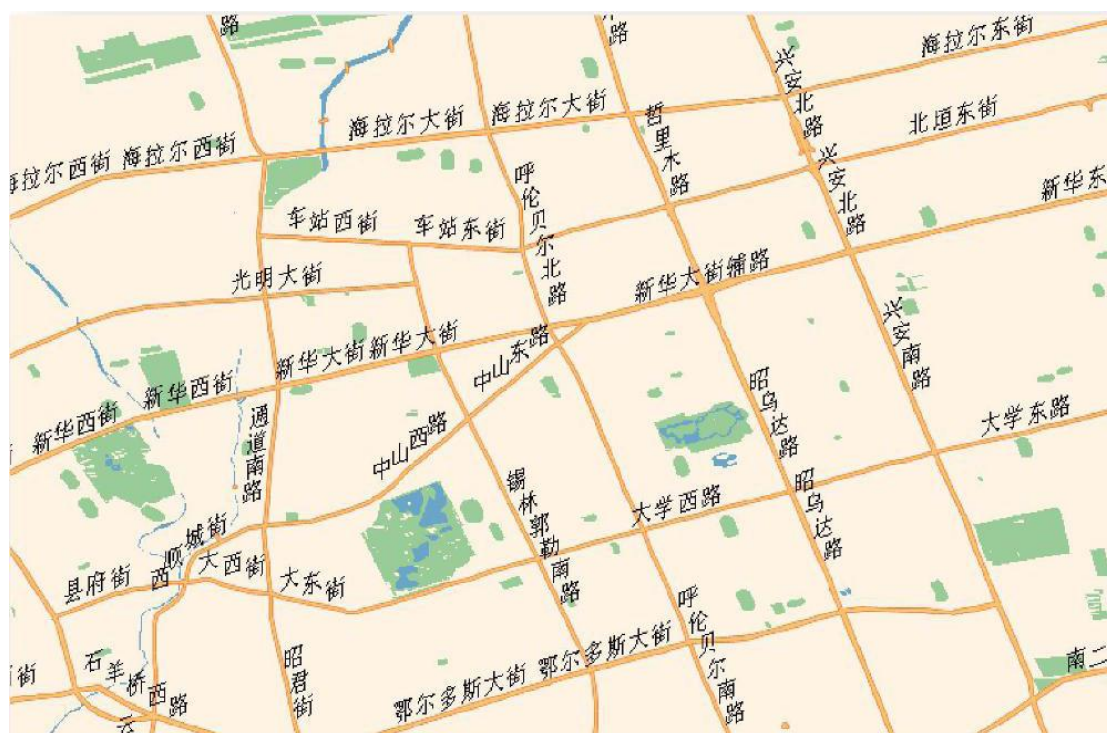 路
路
兴安北路
海拉尔东街
海拉尔大街
海拉尔大街
哲里木路
北垣东街
海拉尔西街
海拉尔西街
兴安北路
呼伦贝尔北路
新华东
车站西街
车站东街
光明大街
新华大街辅路
兴安南路
新华大街
新华大街
中山东路
新华西街
新华西街
昭乌达路
大学东路
通道南路
中山西路
锡林郭勒南路
大学西路
昭乌达路
顺城街
县府街
西
大西街
大东街
呼伦贝尔南路
鄂尔多斯大街
鄂尔多斯大街
昭君街
石羊桥西路
街
南二